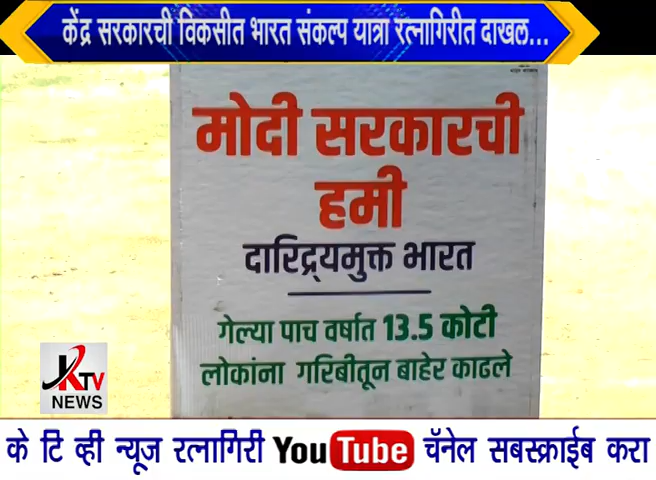 केंद्र सरकारची विकसीत भारत संकल्प यात्रा रत्नागिरीत दाखल...
मोदी सरकारची
हमी
दारिद्र्यमुक्त भारत
गेल्या पाच वर्षात 13.5 कोटी
लोकांना गरिबीतून बाहेर काढले
KTV
NEWS
के टि व्ही न्यूज रत्नागिरी YouTube चॅनेल सबस्क्राईब करा